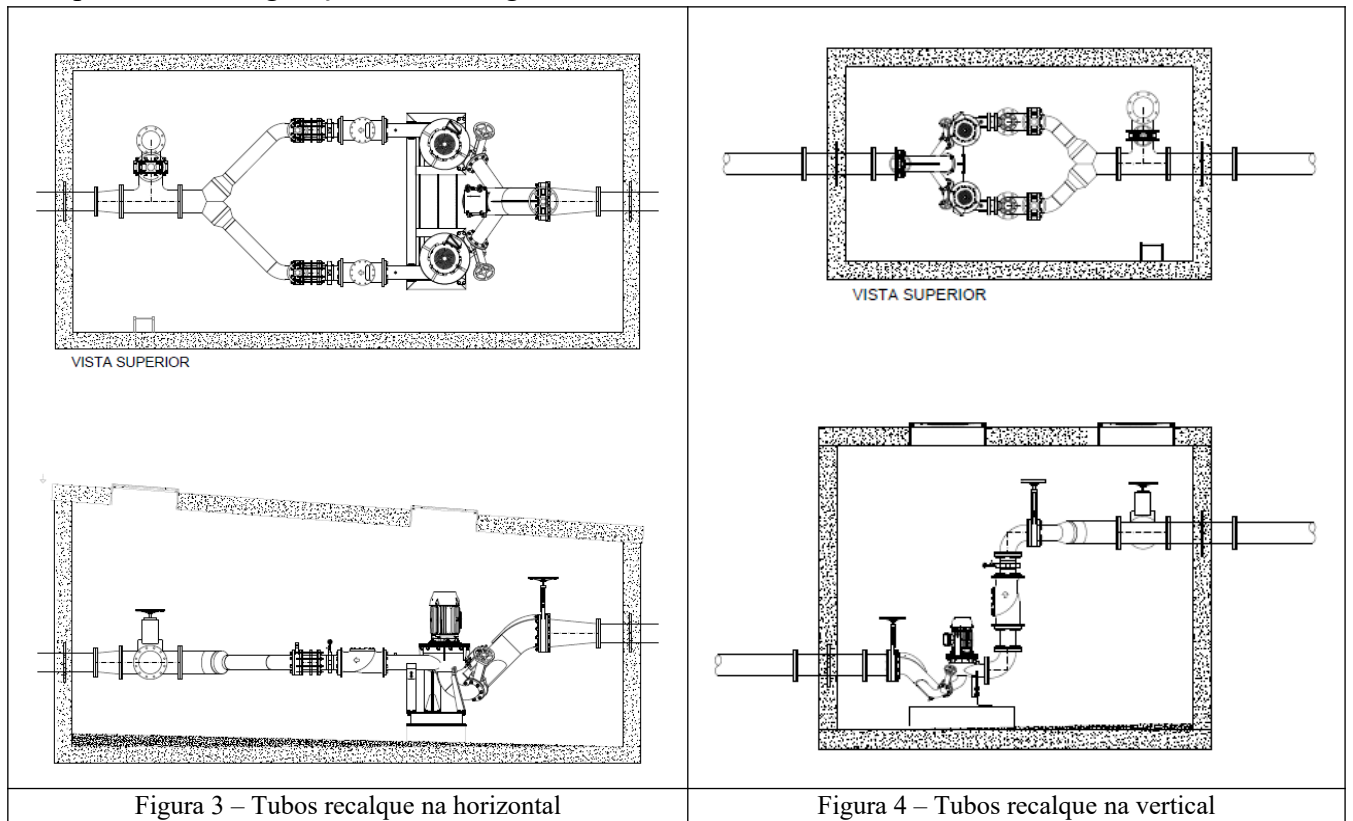 VISTA SUPERIOR
VISTA SUPERIOR
Figura 3 – Tubos recalque na horizontal
Figura 4 – Tubos recalque na vertical